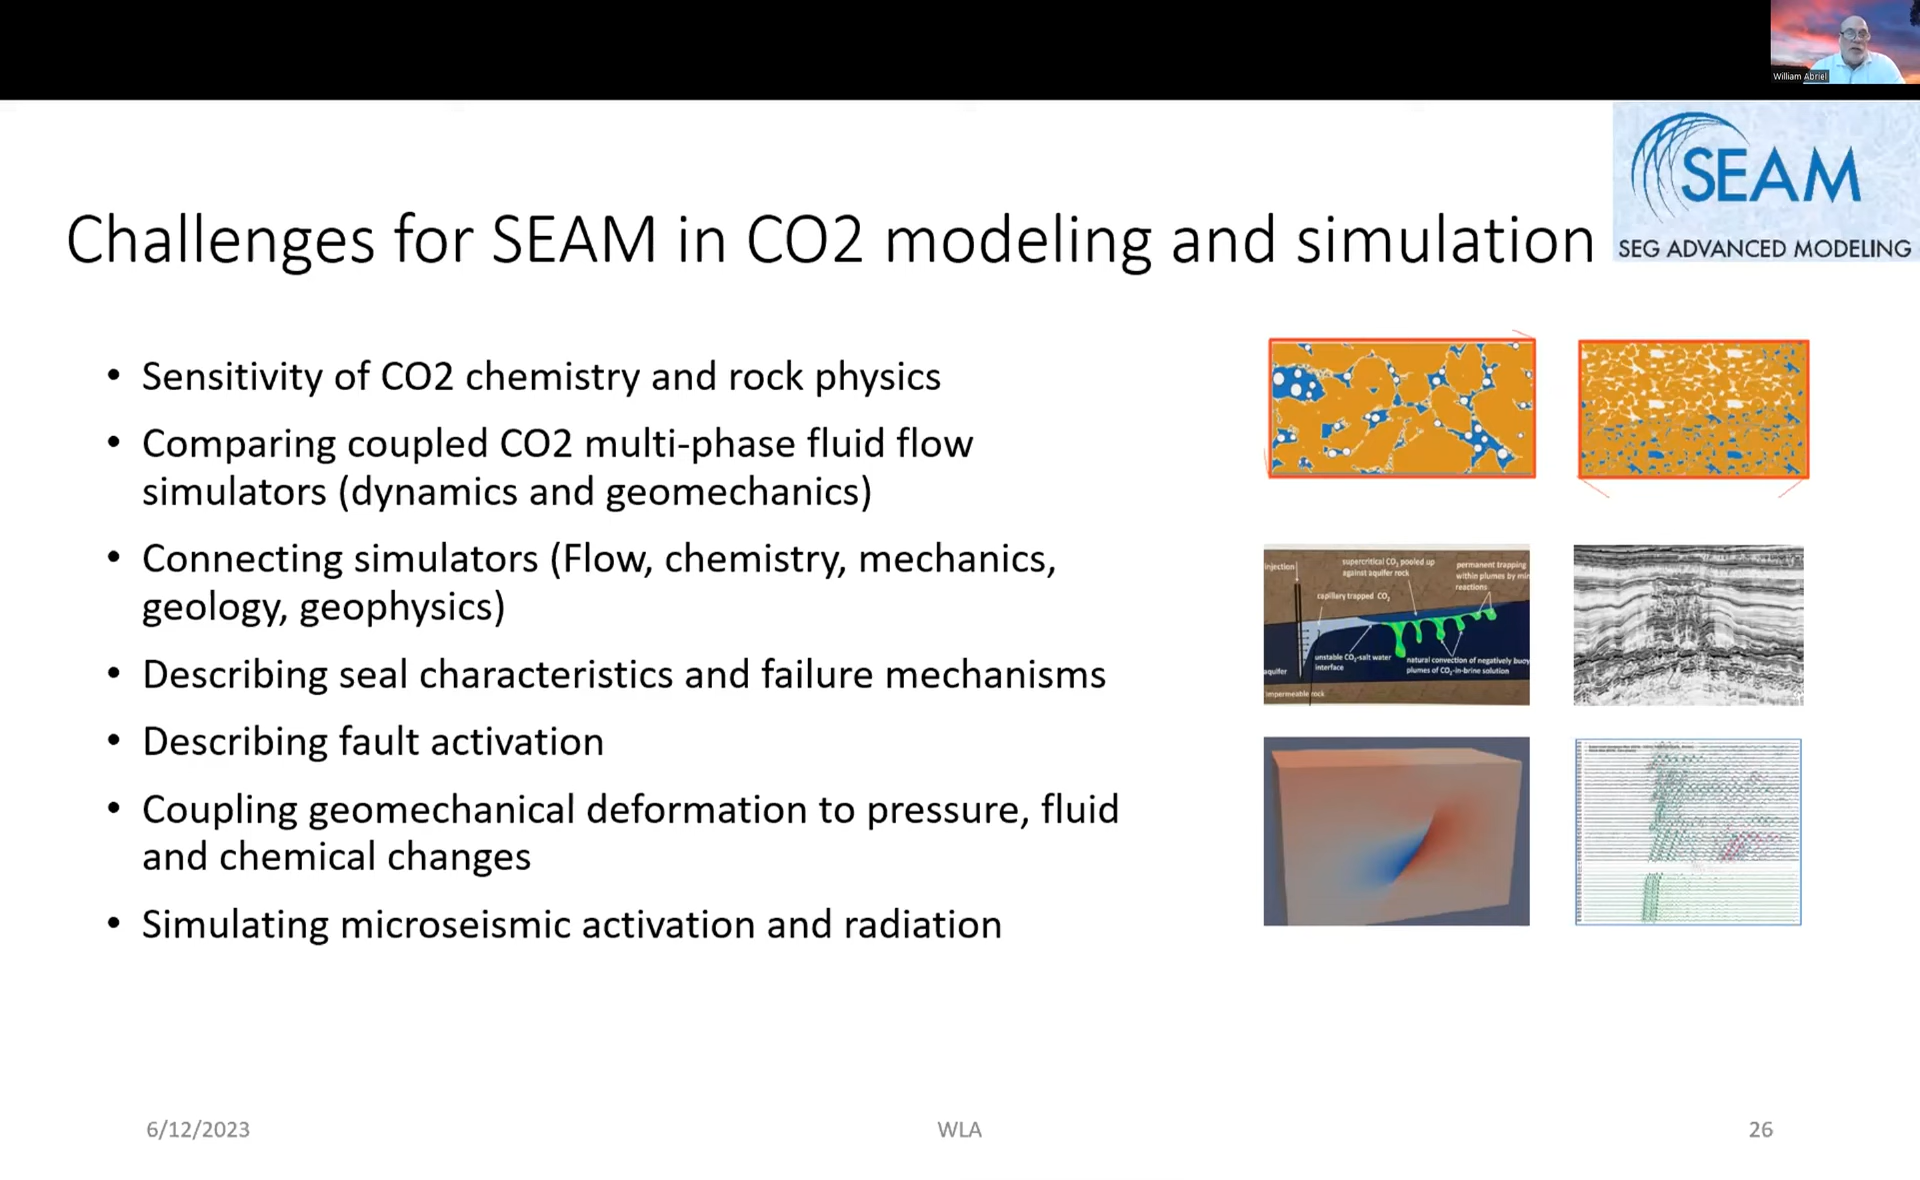 William Abriel
SEAM
SEG ADVANCED MODELING
Challenges for SEAM in CO2 modeling and simulation
• Sensitivity of CO2 chemistry and rock physics
• Comparing coupled CO2 multi-phase fluid flow
simulators (dynamics and geomechanics)
• Connecting simulators (Flow, chemistry, mechanics,
geology, geophysics)
• Describing seal characteristics and failure mechanisms
• Describing fault activation
• Coupling geomechanical deformation to pressure, fluid
and chemical changes
• Simulating microseismic activation and radiation
injection
supercritical CO₂ pooled up
against aquifer rock
permanent trapping
within plumes by min
reactions
capillary trapped CO₂
unstable CO₂-salt water
interface
natural convection of negatively buoy
plumes of CO₂-in-brine solution
aquifer
impermeable rock
6/12/2023
WLA
26